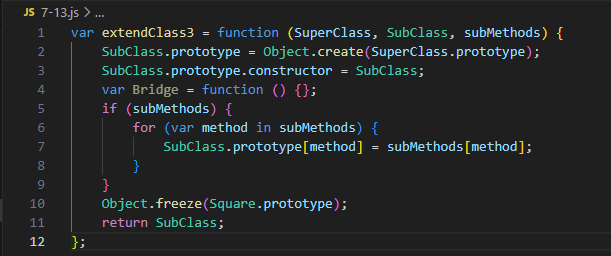 JS 7-13.js > ...
1 var extendClass3 = function (SuperClass, SubClass, subMethods) {
2     SubClass.prototype = Object.create(SuperClass.prototype);
3     SubClass.prototype.constructor = SubClass;
4     var Bridge = function () {};
5     if (subMethods) {
6         for (var method in subMethods) {
7             SubClass.prototype[method] = subMethods[method];
8         }
9     }
10     Object.freeze(Square.prototype);
11     return SubClass;
12 };